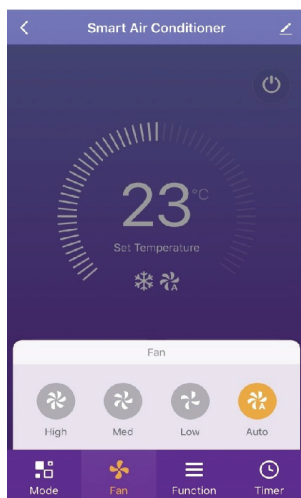 Smart Air Conditioner
23°C
Set Temperature
A
Fan
A
High Med Low Auto
Mode Fan Function Timer